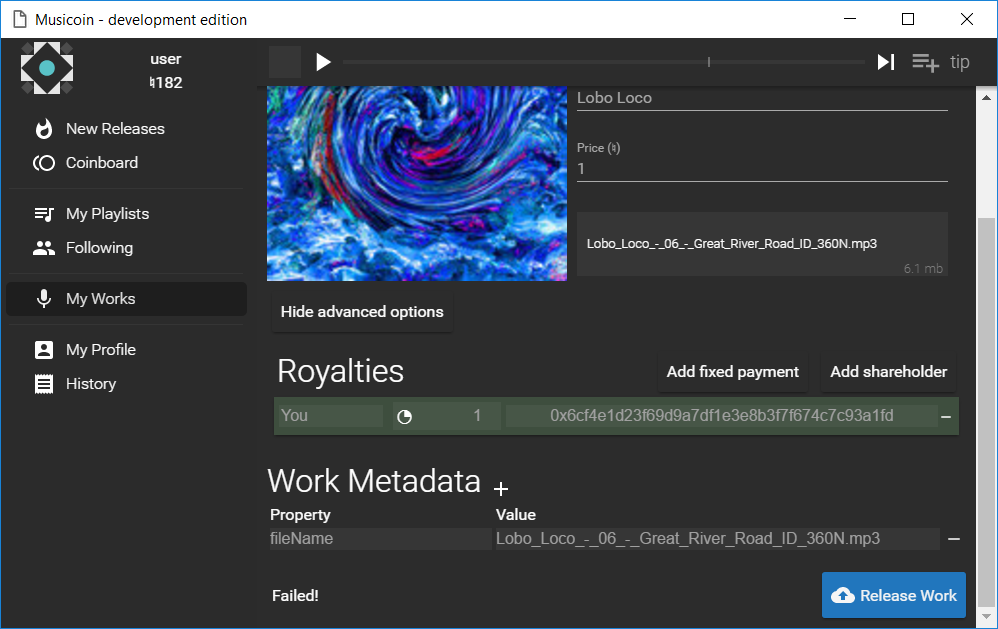 Musicoin - development edition
user
♮182
tip
New Releases
Coinboard
My Playlists
Following
My Works
My Profile
History
Lobo Loco
Price (♮)
1
Lobo_Loco_-_06_-_Great_River_Road_ID_360N.mp3
6.1 mb
Hide advanced options
Royalties
Add fixed payment
Add shareholder
You 1 0x6cf4e1d23f69d9a7df1e3e8b3f7f674c7c93a1fd
Work Metadata
Property Value
fileName Lobo_Loco_-_06_-_Great_River_Road_ID_360N.mp3
Failed!
Release Work